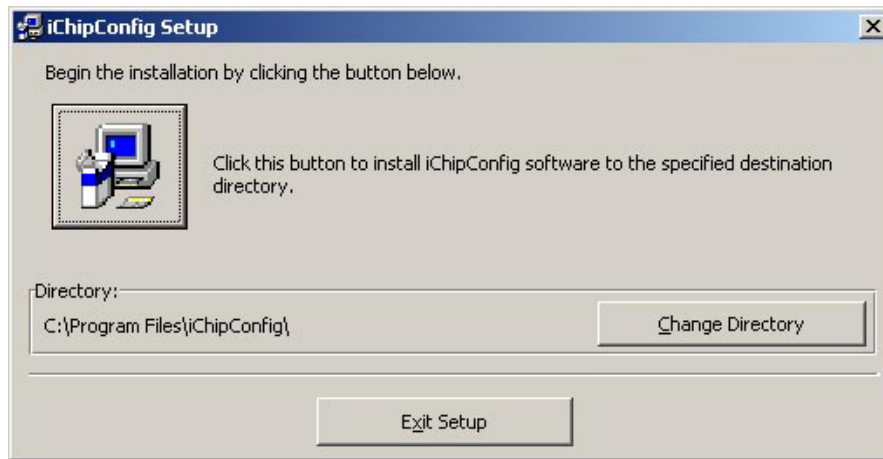 iChipConfig Setup
Begin the installation by clicking the button below.
Click this button to install iChipConfig software to the specified destination
directory.
Directory:
C:\Program Files\iChipConfig\
Change Directory
Exit Setup